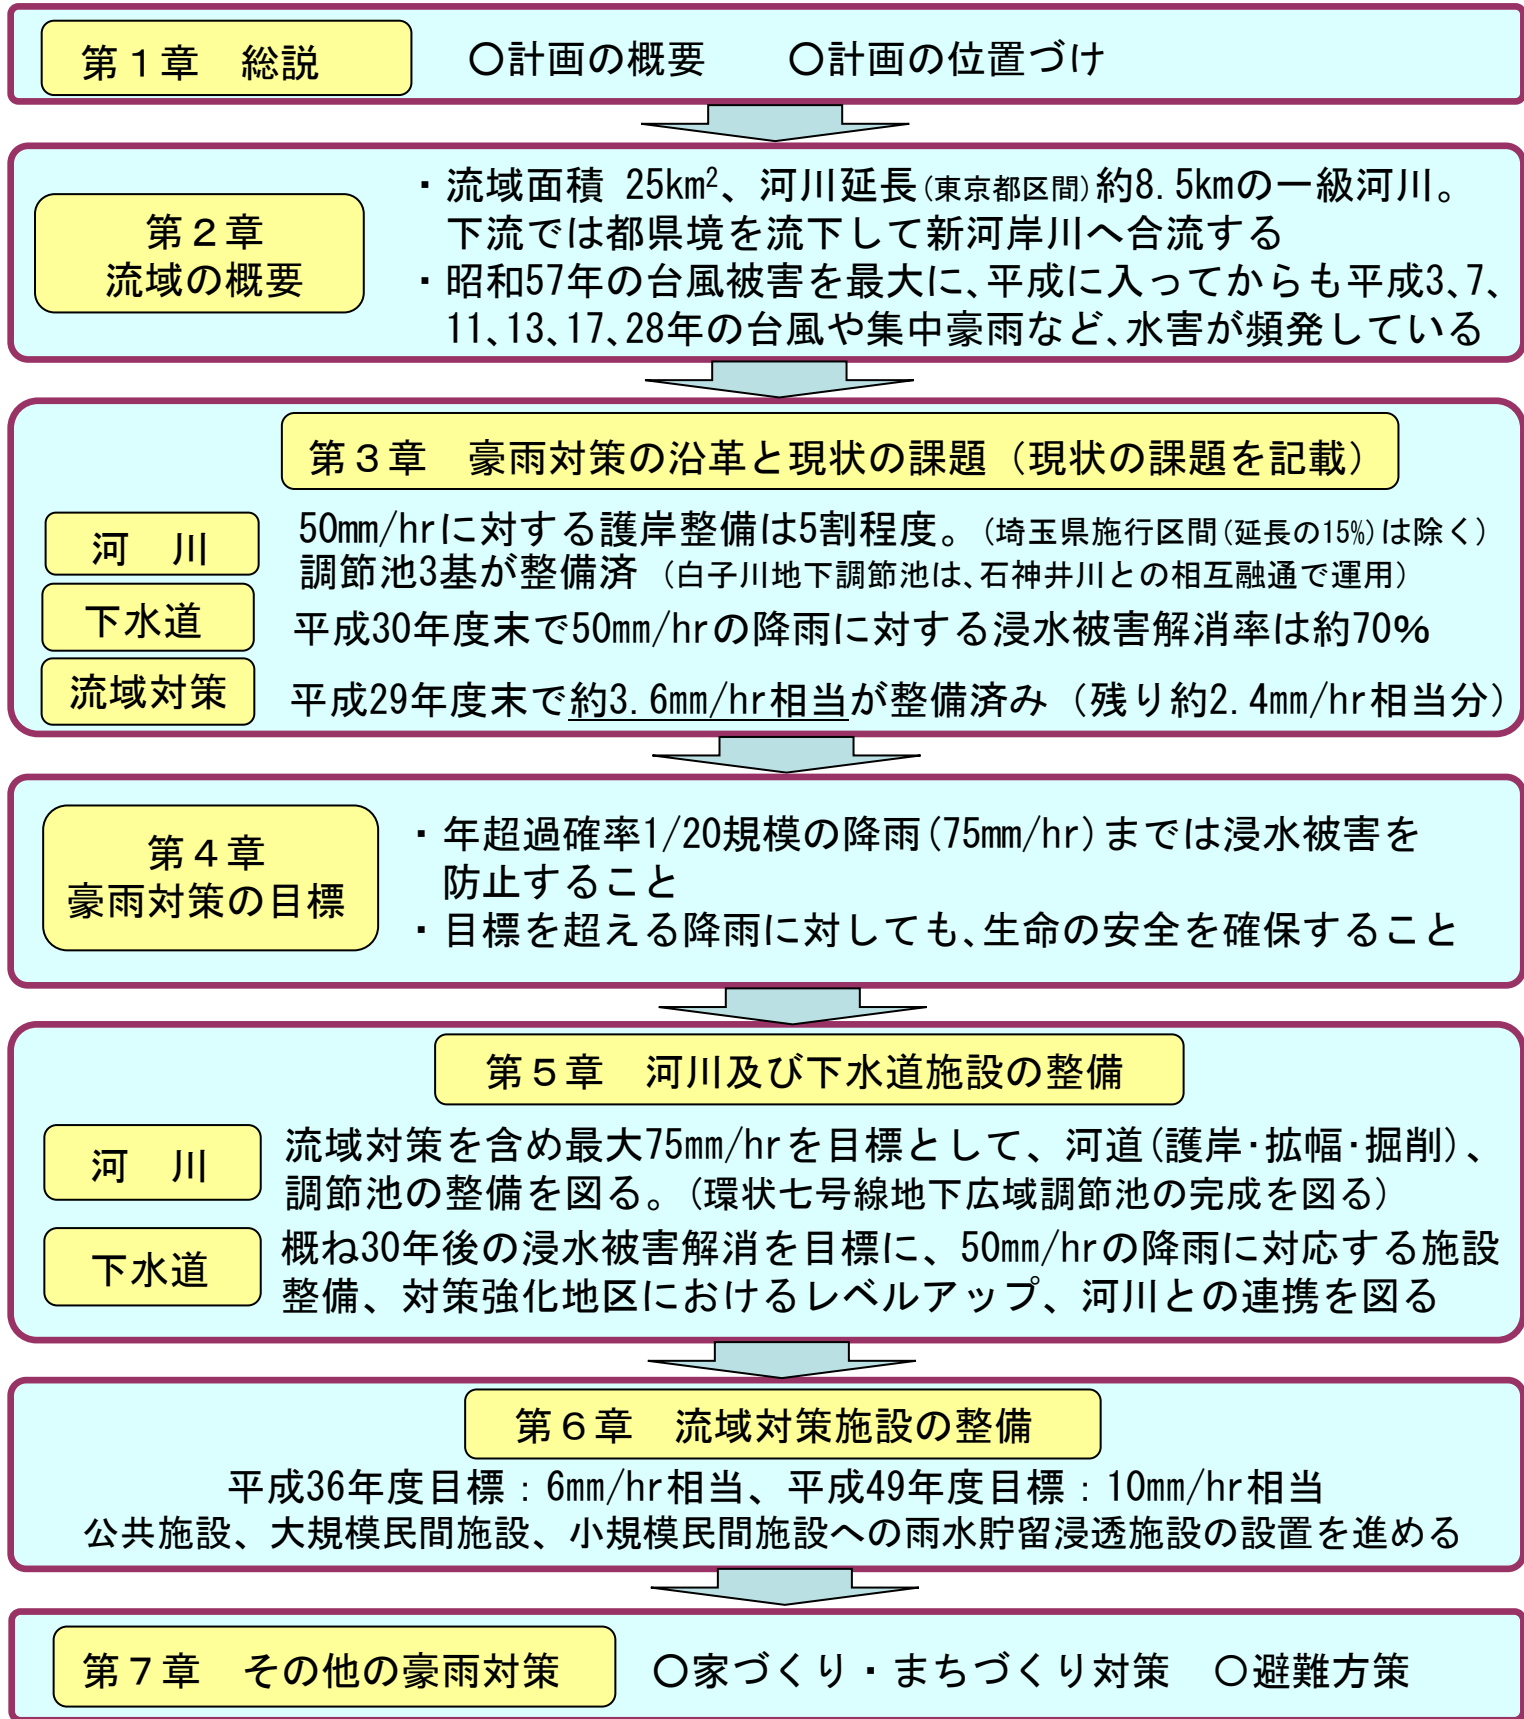 第１章　総説　〇計画の概要　〇計画の位置づけ
第２章
流域の概要
・流域面積 25km²、河川延長(東京都区間)約8.5kmの一級河川。
下流では都県境を流下して新河岸川へ合流する
・昭和57年の台風被害を最大に、平成に入ってからも平成3、7、
11、13、17、28年の台風や集中豪雨など、水害が頻発している
第３章　豪雨対策の沿革と現状の課題（現状の課題を記載）
河　川
50mm/hrに対する護岸整備は5割程度。(埼玉県施行区間(延長の15%)は除く)
調節池3基が整備済（白子川地下調節池は、石神井川との相互融通で運用）
下水道
平成30年度末で50mm/hrの降雨に対する浸水被害解消率は約70%
流域対策
平成29年度末で約3.6mm/hr相当が整備済み（残り約2.4mm/hr相当分）
第４章
豪雨対策の目標
・年超過確率1/20規模の降雨(75mm/hr)までは浸水被害を
防止すること
・目標を超える降雨に対しても、生命の安全を確保すること
第５章　河川及び下水道施設の整備
河　川
流域対策を含め最大75mm/hrを目標として、河道(護岸・拡幅・掘削)、
調節池の整備を図る。(環状七号線地下広域調節池の完成を図る)
下水道
概ね30年後の浸水被害解消を目標に、50mm/hrの降雨に対応する施設
整備、対策強化地区におけるレベルアップ、河川との連携を図る
第６章　流域対策施設の整備
平成36年度目標：6mm/hr相当、平成49年度目標：10mm/hr相当
公共施設、大規模民間施設、小規模民間施設への雨水貯留浸透施設の設置を進める
第７章　その他の豪雨対策　〇家づくり・まちづくり対策　〇避難方策